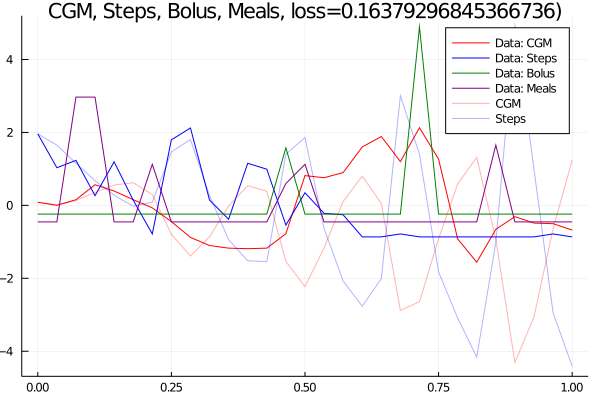 CGM, Steps, Bolus, Meals, loss=0.16379296845366736)
Data: CGM
Data: Steps
Data: Bolus
Data: Meals
CGM
Steps
4
2
0
−2
−4
0.00 0.25 0.50 0.75 1.00